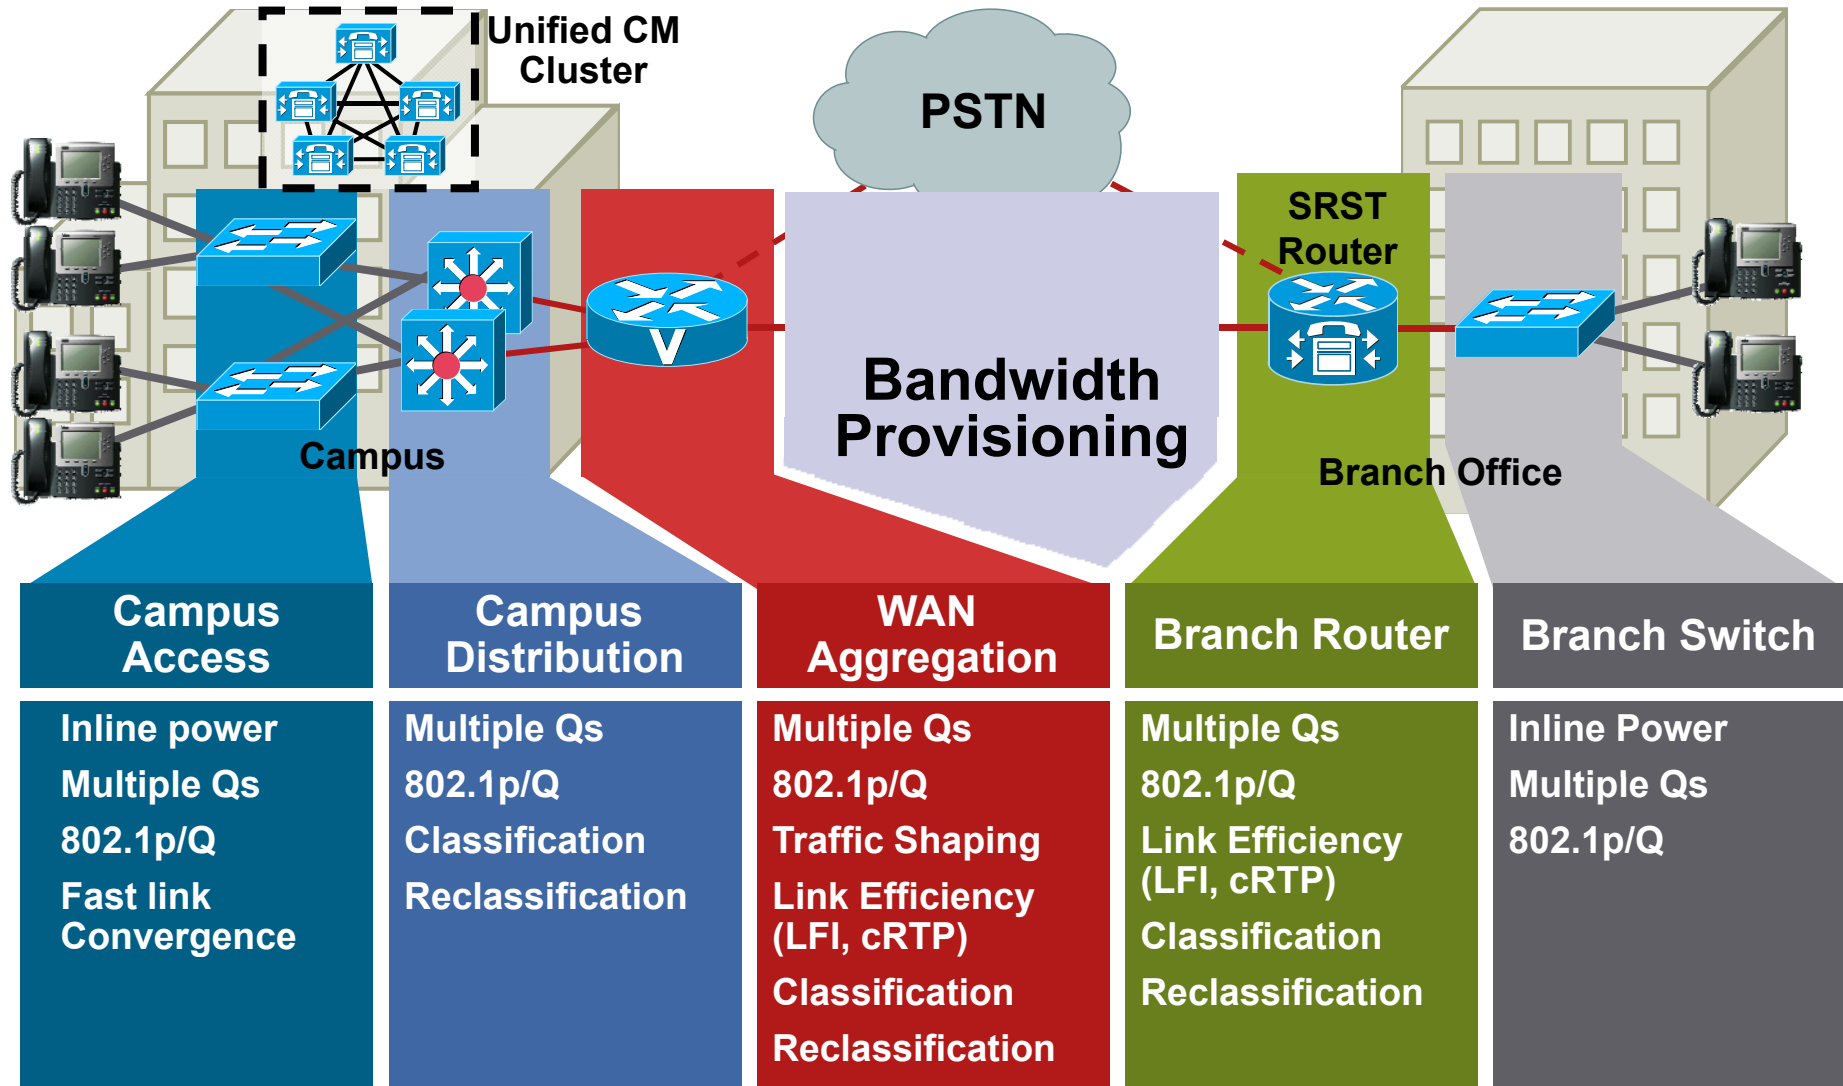 Unified CM
Cluster
PSTN
SRST
Router
V
Bandwidth
Provisioning
Campus
Branch Office
Campus
Access
Inline power
Multiple Qs
802.1p/Q
Fast link
Convergence
Campus
Distribution
Multiple Qs
802.1p/Q
Classification
Reclassification
WAN
Aggregation
Multiple Qs
802.1p/Q
Traffic Shaping
Link Efficiency
(LFI, cRTP)
Classification
Reclassification
Branch Router
Multiple Qs
802.1p/Q
Link Efficiency
(LFI, cRTP)
Classification
Reclassification
Branch Switch
Inline Power
Multiple Qs
802.1p/Q